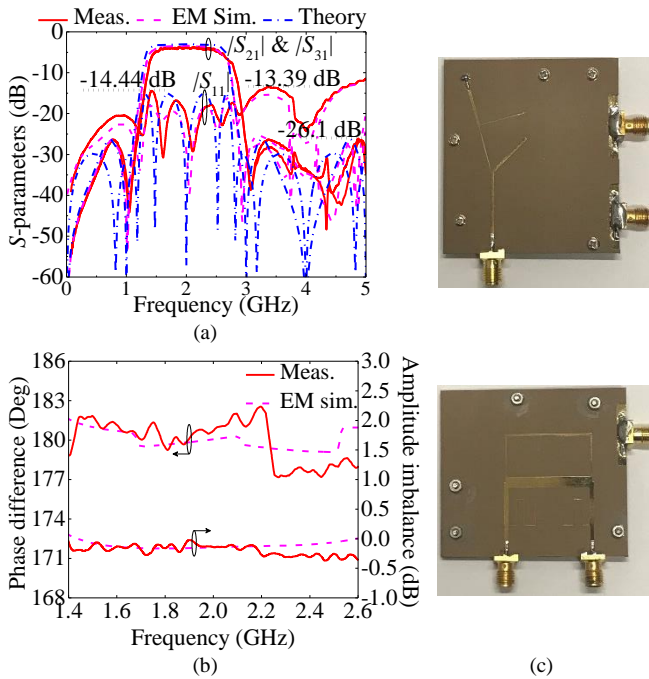 Meas. EM Sim. Theory
0
-10
-20
-30
-40
-50
-60
S-parameters (dB)
|S21| & |S31|
-14.44 dB
|S11|
-13.39 dB
-26.1 dB
0 1 2 3 4 5
Frequency (GHz)
(a)
186
183
180
177
174
171
168
Phase difference (Deg)
Meas.
EM sim.
3.0
2.5
2.0
1.5
1.0
0.5
0.0
-0.5
-1.0
Amplitude imbalance (dB)
1.4 1.6 1.8 2.0 2.2 2.4 2.6
Frequency (GHz)
(b)
(c)